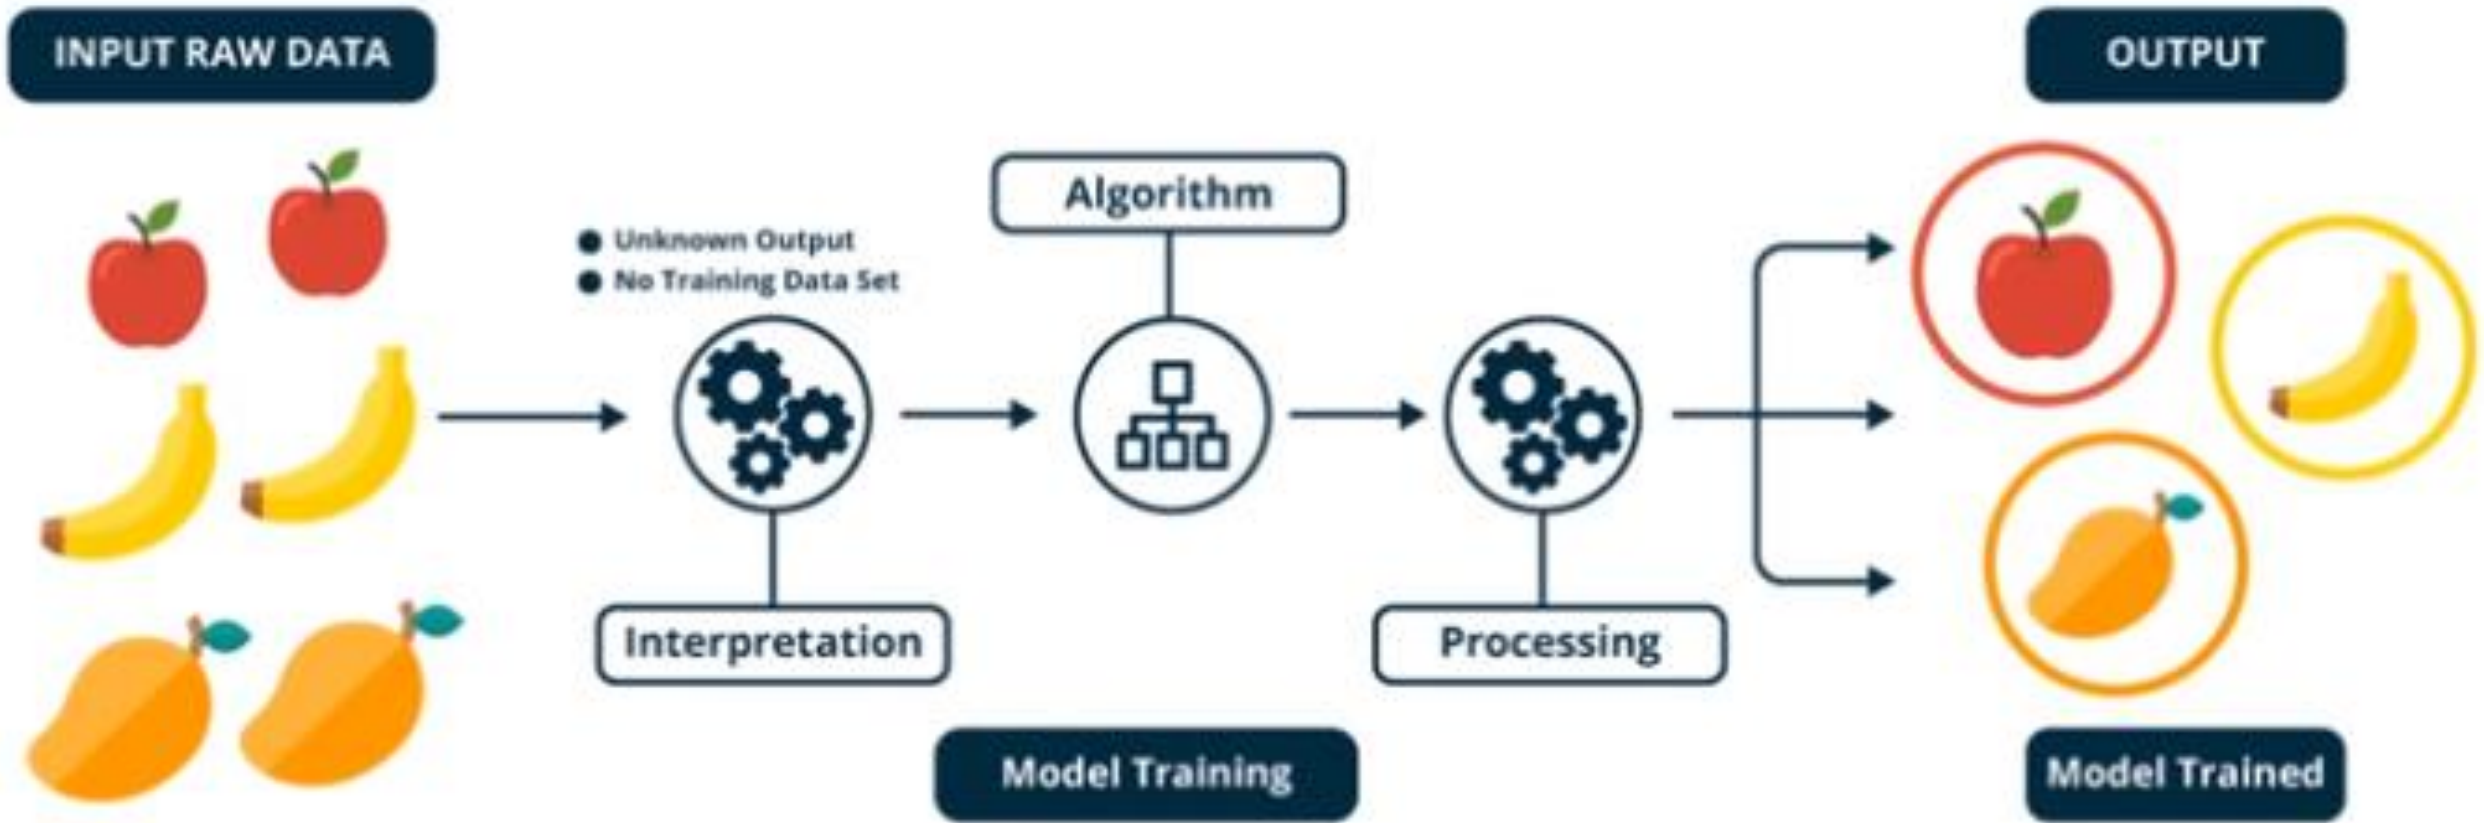 INPUT RAW DATA
OUTPUT
Algorithm
● Unknown Output
● No Training Data Set
Interpretation
Processing
Model Training
Model Trained